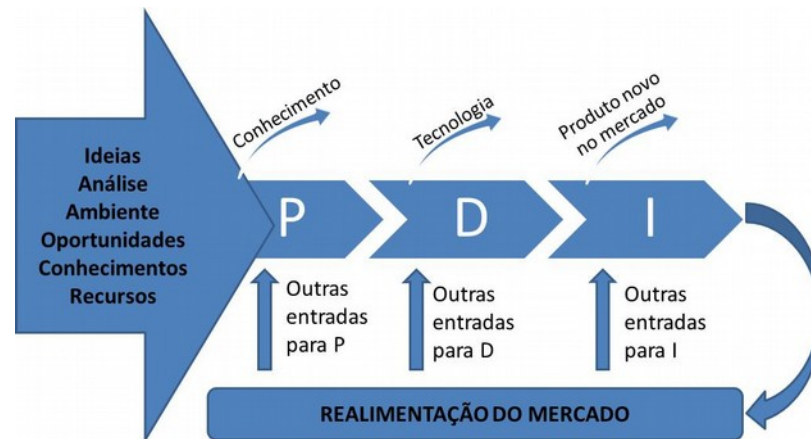 Ideias
Análise
Ambiente
Oportunidades
Conhecimentos
Recursos
Conhecimento
Tecnologia
Produto novo
no mercado
P
D
I
Outras
entradas
para P
Outras
entradas
para D
Outras
entradas
para I
REALIMENTAÇÃO DO MERCADO